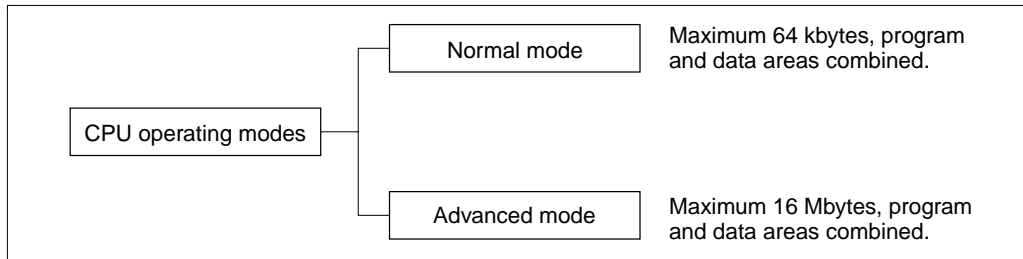 Normal mode
Maximum 64 kbytes, program
and data areas combined.
CPU operating modes
Advanced mode
Maximum 16 Mbytes, program
and data areas combined.